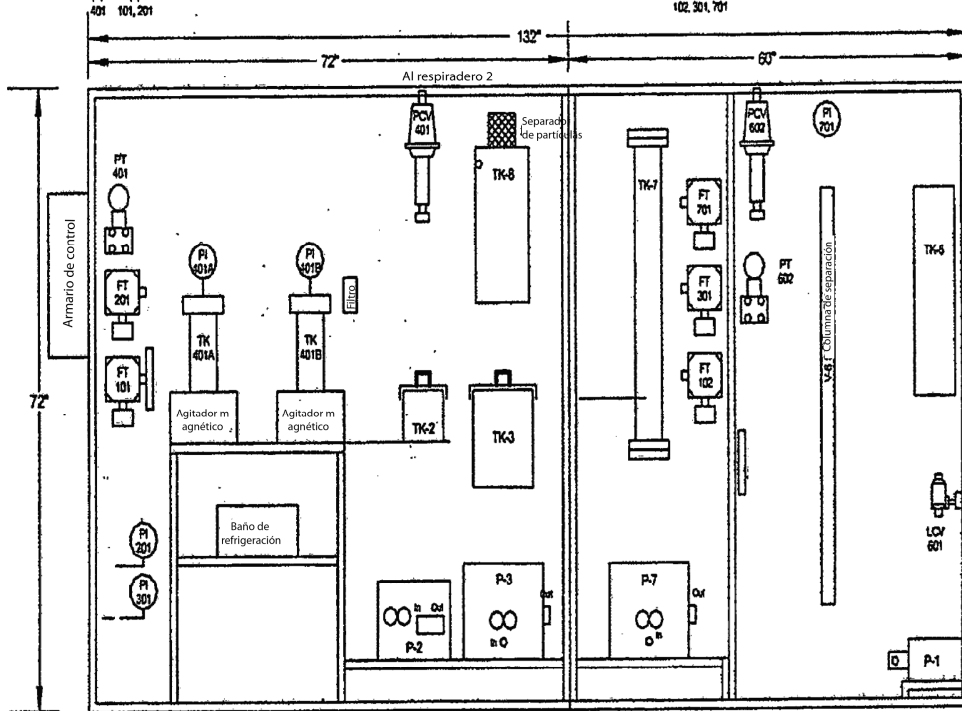 401 101, 201
102, 301, 701
132"
72"
60"
Al respiradero 2
PCV
401
Separado
de partículas
PCV
602
PI
701
PT
401
TK-8
TK-7
FT
701
Armario de control
PI
401A
PI
401B
Filtro
FT
201
FT
301
PT
602
V-6
Columna de separación
TK
401A
TK
401B
FT
101
FT
102
72"
Agitador m
agnético
Agitador m
agnético
TK-2
TK-3
Baño de
refrigeración
PI
201
PI
301
LCV
601
P-3
P-7
Out
Out
In
Out
In
In
P-2
P-1